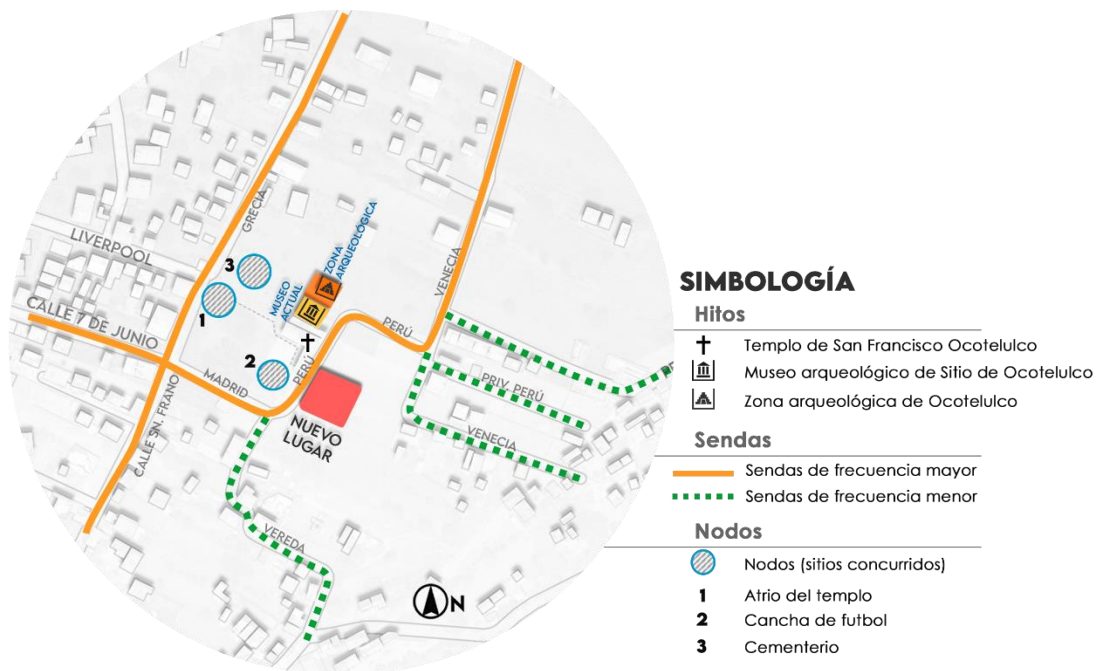 GRECIA
VENECIA
LIVERPOOL
ZONA
ARQUEOLÓGICA
MUSEO
ACTUAL
3
1
2
CALLE 7 DE JUNIO
MADRID
PERÚ
PERÚ
PRIV. PERÚ
VENECIA
CALLE SN. FRANO
NUEVO
LUGAR
VEREDA
N
SIMBOLOGÍA
Hitos
Templo de San Francisco Ocotelulco
Museo arqueológico de Sitio de Ocotelulco
Zona arqueológica de Ocotelulco
Sendas
Sendas de frecuencia mayor
Sendas de frecuencia menor
Nodos
Nodos (sitios concurridos)
1 Atrio del templo
2 Cancha de futbol
3 Cementerio